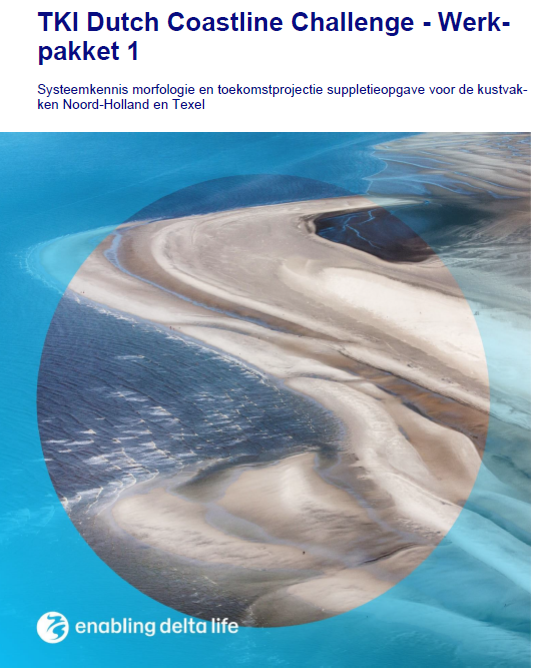 TKI Dutch Coastline Challenge - Werk-
pakket 1
Systeemkennis morfologie en toekomstprojectie suppletieopgave voor de kustvak-
ken Noord-Holland en Texel
enabling delta life